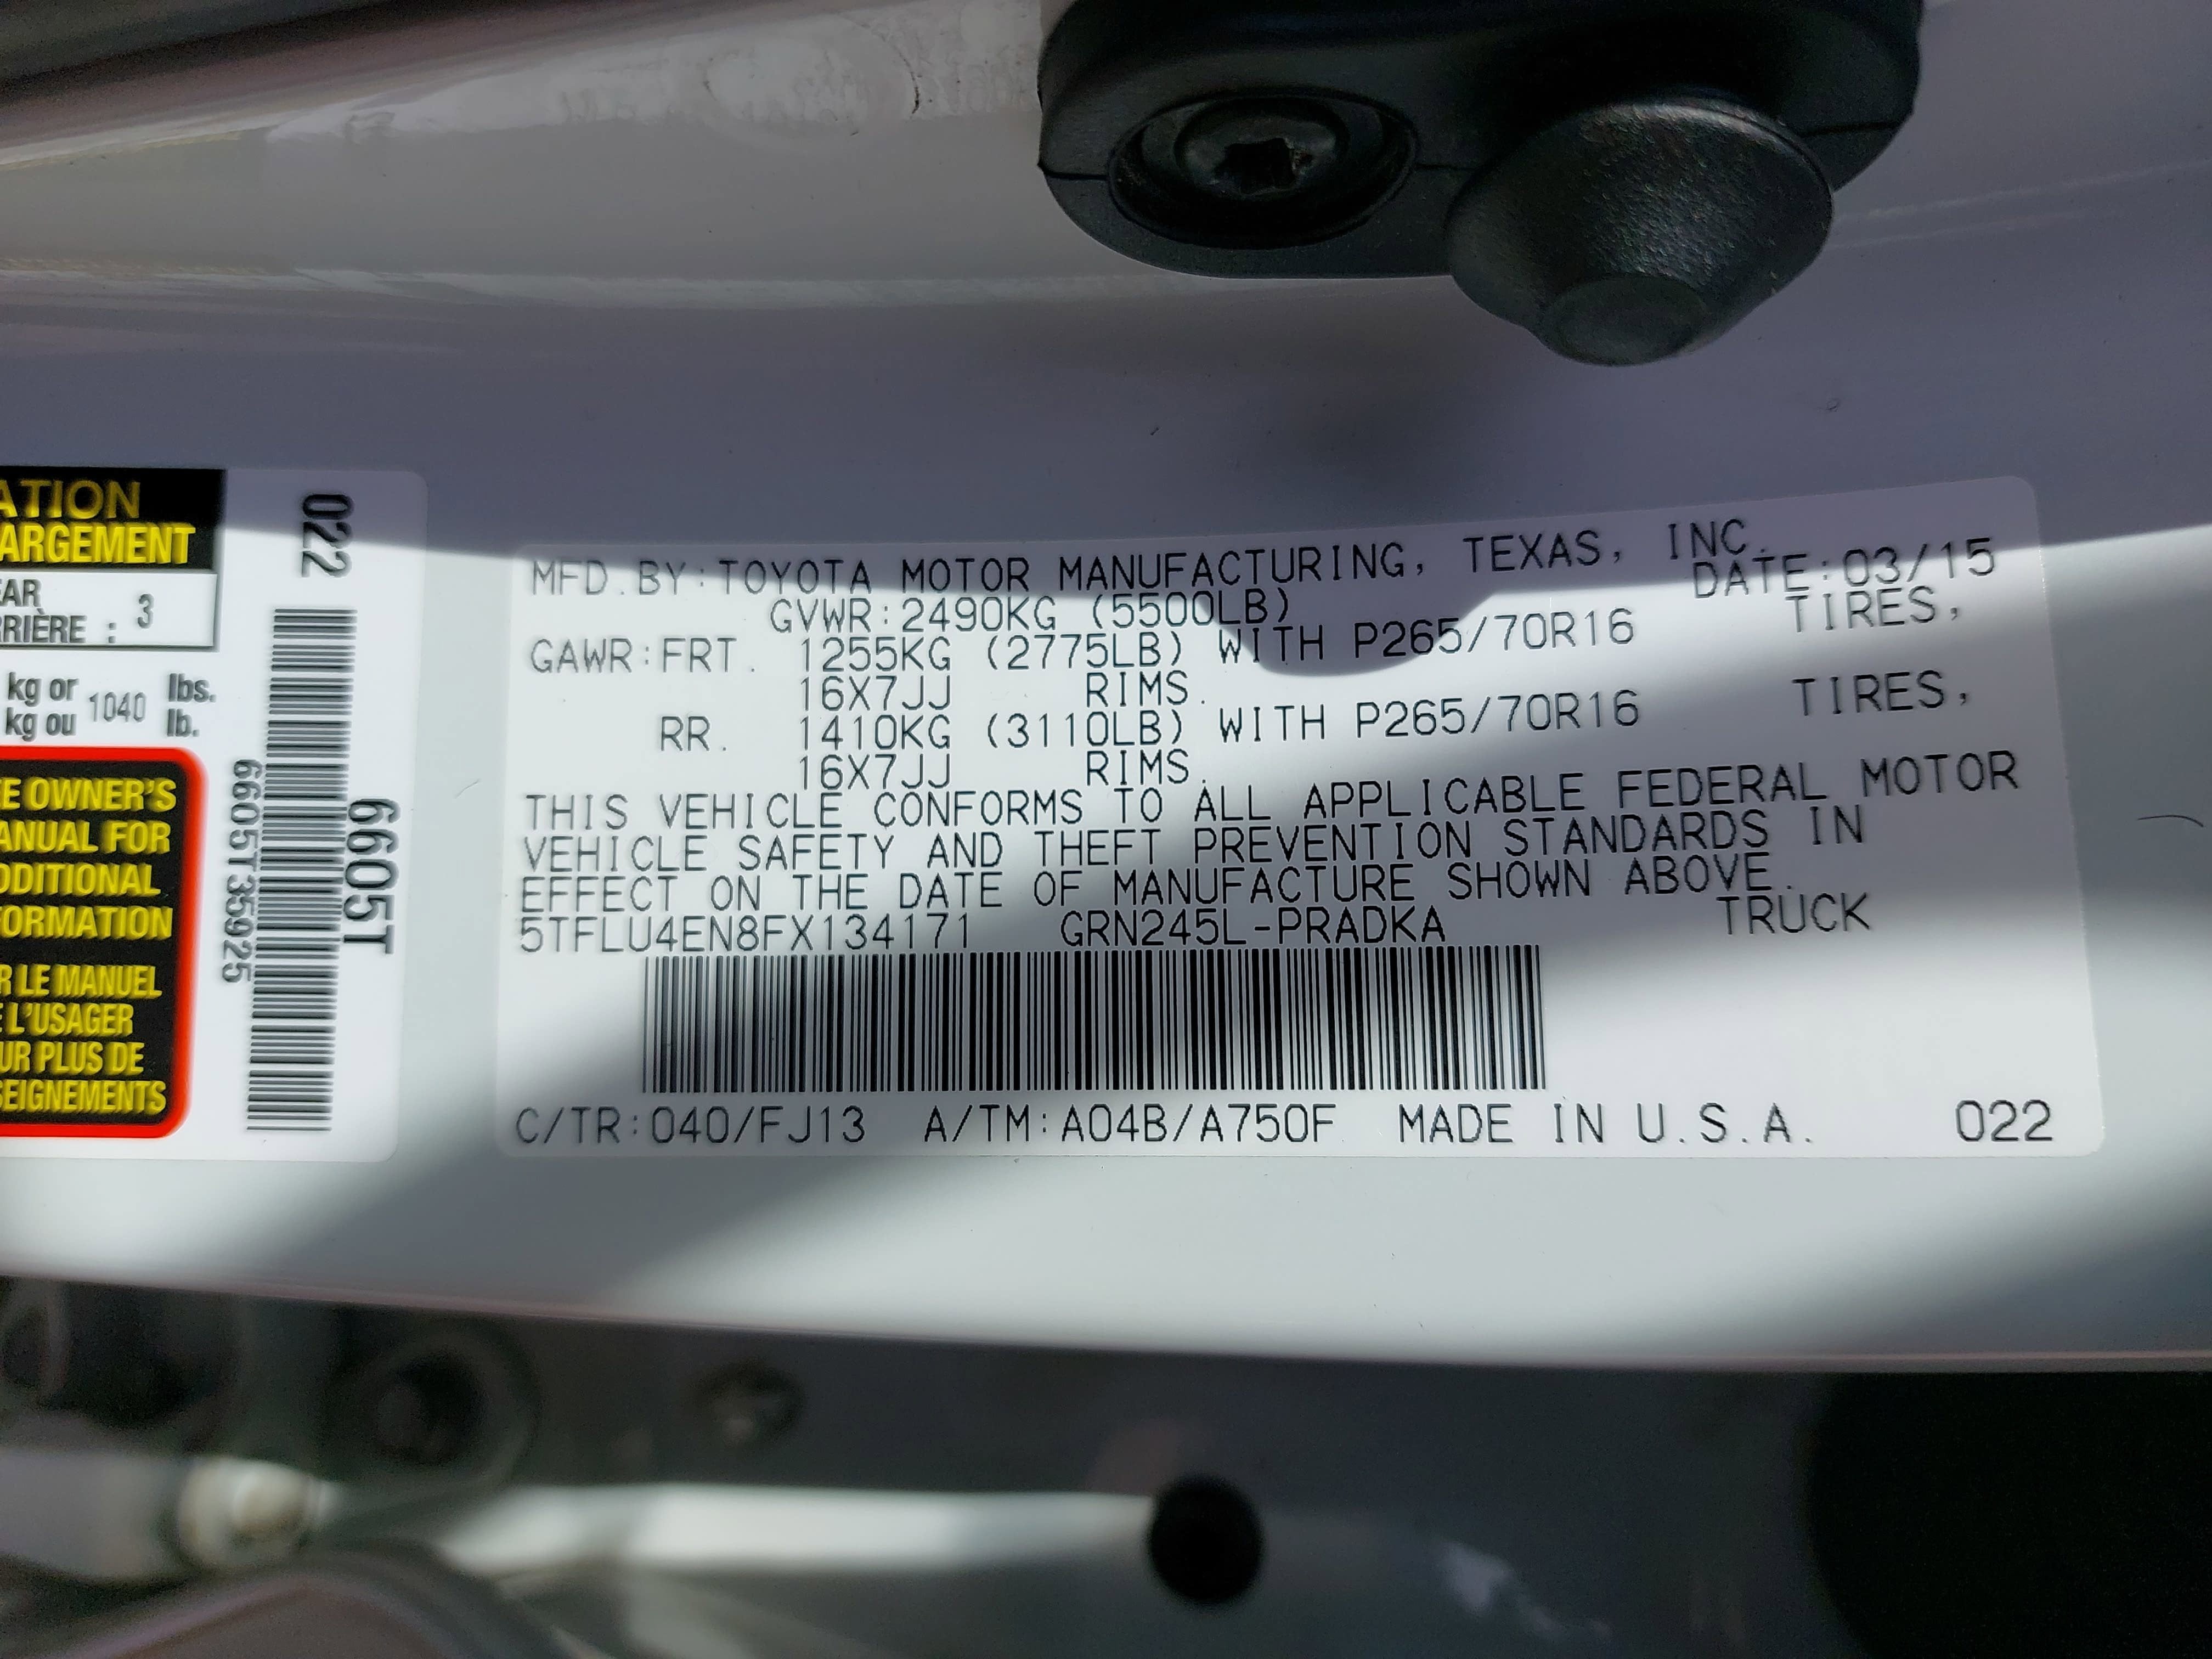 ATION
ARGEMENT
EAR
RIÈRE : 3
kg or 1040 lbs.
kg ou lb.
E OWNER'S
ANUAL FOR
DDITIONAL
FORMATION
R LE MANUEL
E L'USAGER
UR PLUS DE
SEIGNEMENTS
022
6605T
6605T35925
MFD.BY:TOYOTA MOTOR MANUFACTURING, TEXAS, INC.
DATE:03/15
GVWR:2490KG (5500LB)
GAWR:FRT. 1255KG (2775LB) WITH P265/70R16 TIRES,
16X7JJ RIMS.
RR. 1410KG (3110LB) WITH P265/70R16 TIRES,
16X7JJ RIMS.
THIS VEHICLE CONFORMS TO ALL APPLICABLE FEDERAL MOTOR
VEHICLE SAFETY AND THEFT PREVENTION STANDARDS IN
EFFECT ON THE DATE OF MANUFACTURE SHOWN ABOVE.
5TFLU4EN8FX134171 GRN245L-PRADKA TRUCK
C/TR:040/FJ13 A/TM:A04B/A750F MADE IN U.S.A. 022